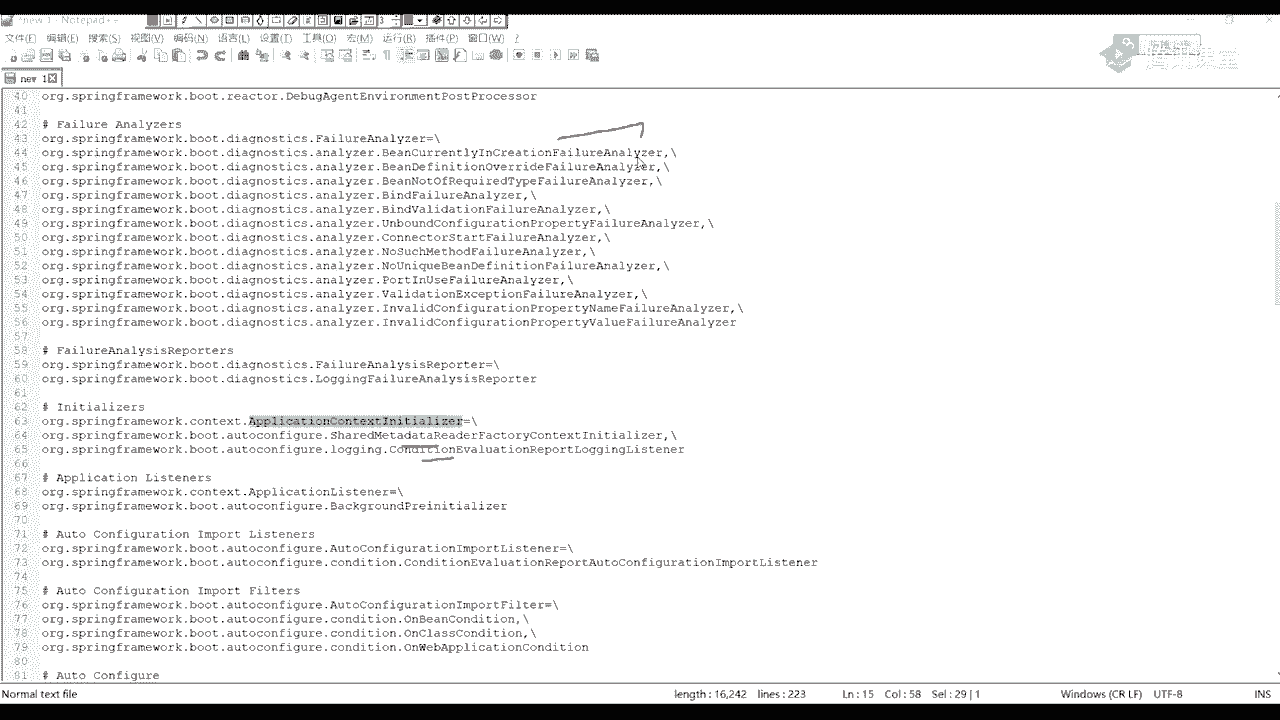 *new 1 - Notepad++
文件(F) 编辑(E) 搜索(S) 视图(V) 编码(N) 语言(L) 设置(T) 工具(O) 宏(M) 运行(R) 插件(P) 窗口(W) ?
new 1
40 org.springframework.boot.reactor.DebugAgentEnvironmentPostProcessor
41
42 # Failure Analyzers
43 org.springframework.boot.diagnostics.FailureAnalyzer=\
44 org.springframework.boot.diagnostics.analyzer.BeanCurrentlyInCreationFailureAnalyzer,\
45 org.springframework.boot.diagnostics.analyzer.BeanDefinitionOverrideFailureAnalyzer,\
46 org.springframework.boot.diagnostics.analyzer.BeanNotOfRequiredTypeFailureAnalyzer,\
47 org.springframework.boot.diagnostics.analyzer.BindFailureAnalyzer,\
48 org.springframework.boot.diagnostics.analyzer.BindValidationFailureAnalyzer,\
49 org.springframework.boot.diagnostics.analyzer.UnboundConfigurationPropertyFailureAnalyzer,\
50 org.springframework.boot.diagnostics.analyzer.ConnectorStartFailureAnalyzer,\
51 org.springframework.boot.diagnostics.analyzer.NoSuchMethodFailureAnalyzer,\
52 org.springframework.boot.diagnostics.analyzer.NoUniqueBeanDefinitionFailureAnalyzer,\
53 org.springframework.boot.diagnostics.analyzer.PortInUseFailureAnalyzer,\
54 org.springframework.boot.diagnostics.analyzer.ValidationExceptionFailureAnalyzer,\
55 org.springframework.boot.diagnostics.analyzer.InvalidConfigurationPropertyNameFailureAnalyzer,\
56 org.springframework.boot.diagnostics.analyzer.InvalidConfigurationPropertyValueFailureAnalyzer
57
58 # FailureAnalysisReporters
59 org.springframework.boot.diagnostics.FailureAnalysisReporter=\
60 org.springframework.boot.diagnostics.LoggingFailureAnalysisReporter
61
62 # Initializers
63 org.springframework.context.ApplicationContextInitializer=\
64 org.springframework.boot.autoconfigure.SharedMetadataReaderFactoryContextInitializer,\
65 org.springframework.boot.autoconfigure.logging.ConditionEvaluationReportLoggingListener
66
67 # Application Listeners
68 org.springframework.context.ApplicationListener=\
69 org.springframework.boot.autoconfigure.BackgroundPreinitializer
70
71 # Auto Configuration Import Listeners
72 org.springframework.boot.autoconfigure.AutoConfigurationImportListener=\
73 org.springframework.boot.autoconfigure.condition.ConditionEvaluationReportAutoConfigurationImportListener
74
75 # Auto Configuration Import Filters
76 org.springframework.boot.autoconfigure.AutoConfigurationImportFilter=\
77 org.springframework.boot.autoconfigure.condition.OnBeanCondition,\
78 org.springframework.boot.autoconfigure.condition.OnClassCondition,\
79 org.springframework.boot.autoconfigure.condition.OnWebApplicationCondition
80
81 # Auto Configure
Normal text file length : 16,242 lines : 223 Ln : 15 Col : 58 Sel : 29 | 1 Windows (CR LF) UTF-8 INS